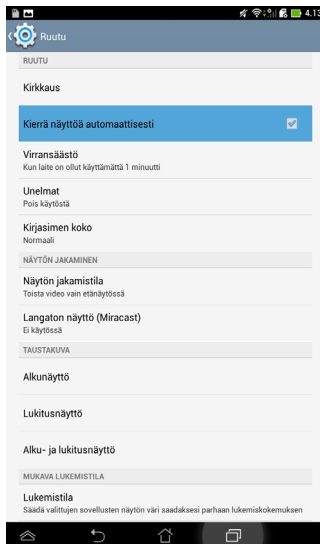 4.13
Ruutu
RUUTU
Kirkkaus
Kierrä näyttöä automaattisesti
Virransäästö
Kun laite on ollut käyttämättä 1 minuutti
Unelmat
Pois käytöstä
Kirjasimen koko
Normaali
NÄYTÖN JAKAMINEN
Näytön jakamistila
Toista video vain etänäytössä
Langaton näyttö (Miracast)
Ei käytössä
TAUSTAKUVA
Alkunäyttö
Lukitusnäyttö
Alku- ja lukitusnäyttö
MUKAVA LUKEMISTILA
Lukemistila
Säädä valittujen sovellusten näytön väri saadaksesi parhaan lukemiskokemuksen